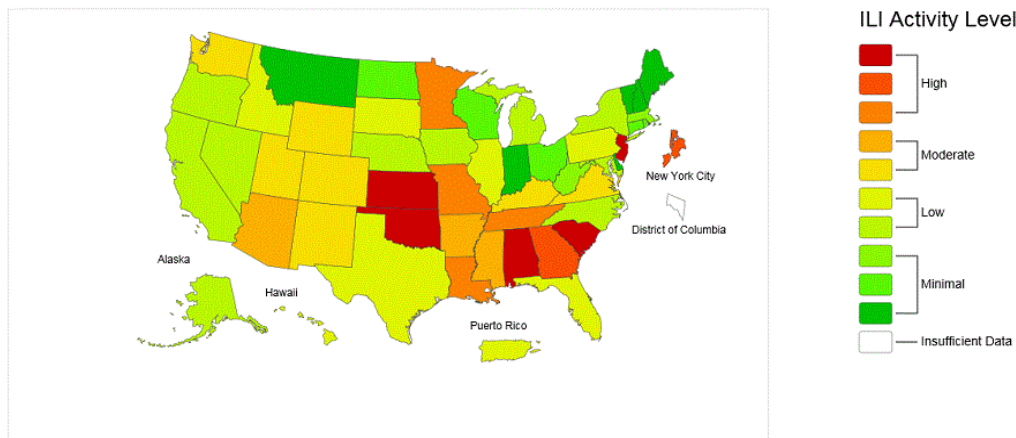 ILI Activity Level
High
Moderate
Low
Minimal
Insufficient Data
New York City
District of Columbia
Alaska
Hawaii
Puerto Rico